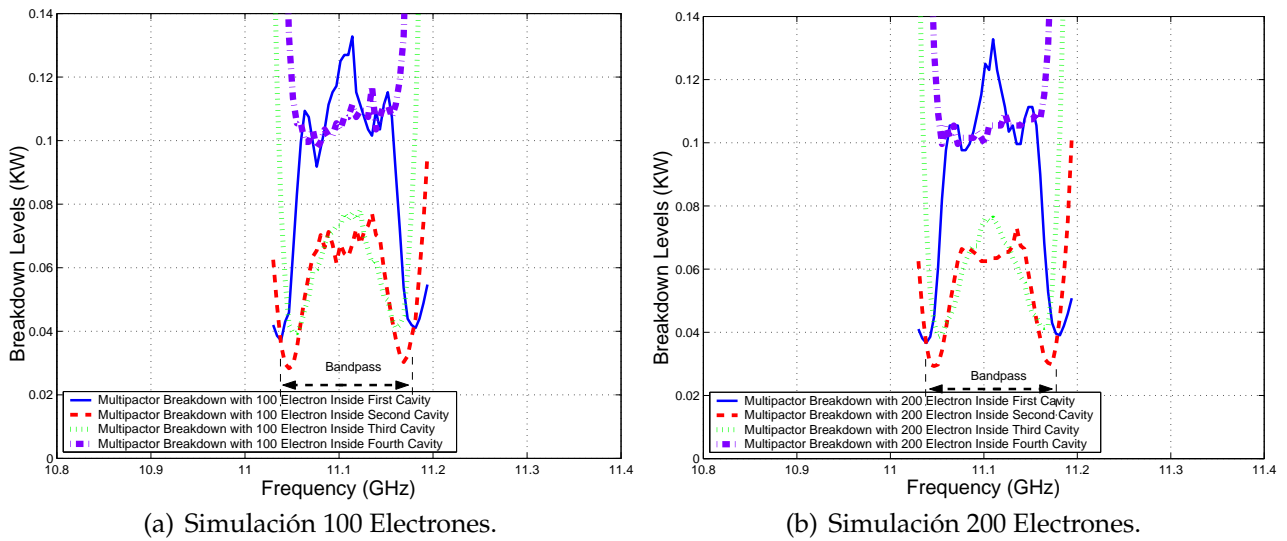 0.14
0.12
0.1
0.08
0.06
0.04
0.02
0
Breakdown Levels (KW)
Bandpass
Multipactor Breakdown with 100 Electron Inside First Cavity
Multipactor Breakdown with 100 Electron Inside Second Cavity
Multipactor Breakdown with 100 Electron Inside Third Cavity
Multipactor Breakdown with 100 Electron Inside Fourth Cavity
10.8 10.9 11 11.1 11.2 11.3 11.4
Frequency (GHz)
(a) Simulación 100 Electrones.
0.14
0.12
0.1
0.08
0.06
0.04
0.02
0
Breakdown Levels (KW)
Bandpass
Multipactor Breakdown with 200 Electron Inside First Cavity
Multipactor Breakdown with 200 Electron Inside Second Cavity
Multipactor Breakdown with 200 Electron Inside Third Cavity
Multipactor Breakdown with 200 Electron Inside Fourth Cavity
10.8 10.9 11 11.1 11.2 11.3 11.4
Frequency (GHz)
(b) Simulación 200 Electrones.